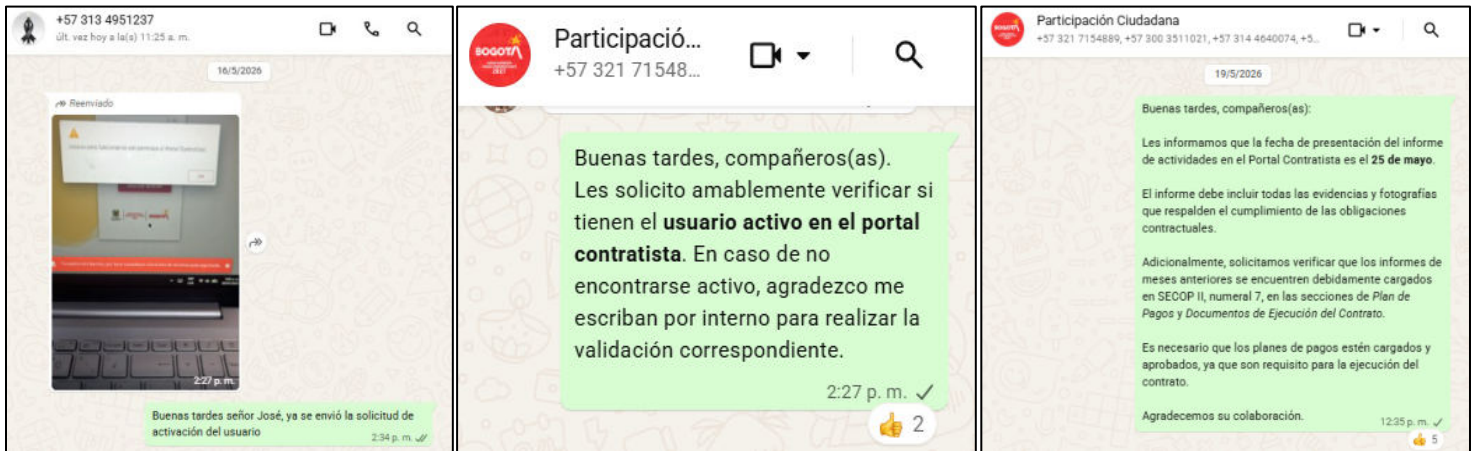 +57 313 4951237
últ. vez hoy a la(s) 11:25 a. m.
16/5/2026
Reenviado
OK
2:27 p. m.
Buenas tardes señor José, ya se envió la solicitud de
activación del usuario
2:34 p. m.
BOGOTÁ
Participació...
+57 321 71548...
Buenas tardes, compañeros(as).
Les solicito amablemente verificar si
tienen el usuario activo en el portal
contratista. En caso de no
encontrarse activo, agradezco me
escriban por interno para realizar la
validación correspondiente.
2:27 p. m.
👍 2
BOGOTÁ
Participación Ciudadana
+57 321 7154889, +57 300 3511021, +57 314 4640074, +5...
19/5/2026
Buenas tardes, compañeros(as):
Les informamos que la fecha de presentación del informe
de actividades en el Portal Contratista es el 25 de mayo.
El informe debe incluir todas las evidencias y fotografías
que respalden el cumplimiento de las obligaciones
contractuales.
Adicionalmente, solicitamos verificar que los informes de
meses anteriores se encuentren debidamente cargados
en SECOP II, numeral 7, en las secciones de Plan de
Pagos y Documentos de Ejecución del Contrato.
Es necesario que los planes de pagos estén cargados y
aprobados, ya que son requisito para la ejecución del
contrato.
Agradecemos su colaboración.
12:35 p. m.
👍 5